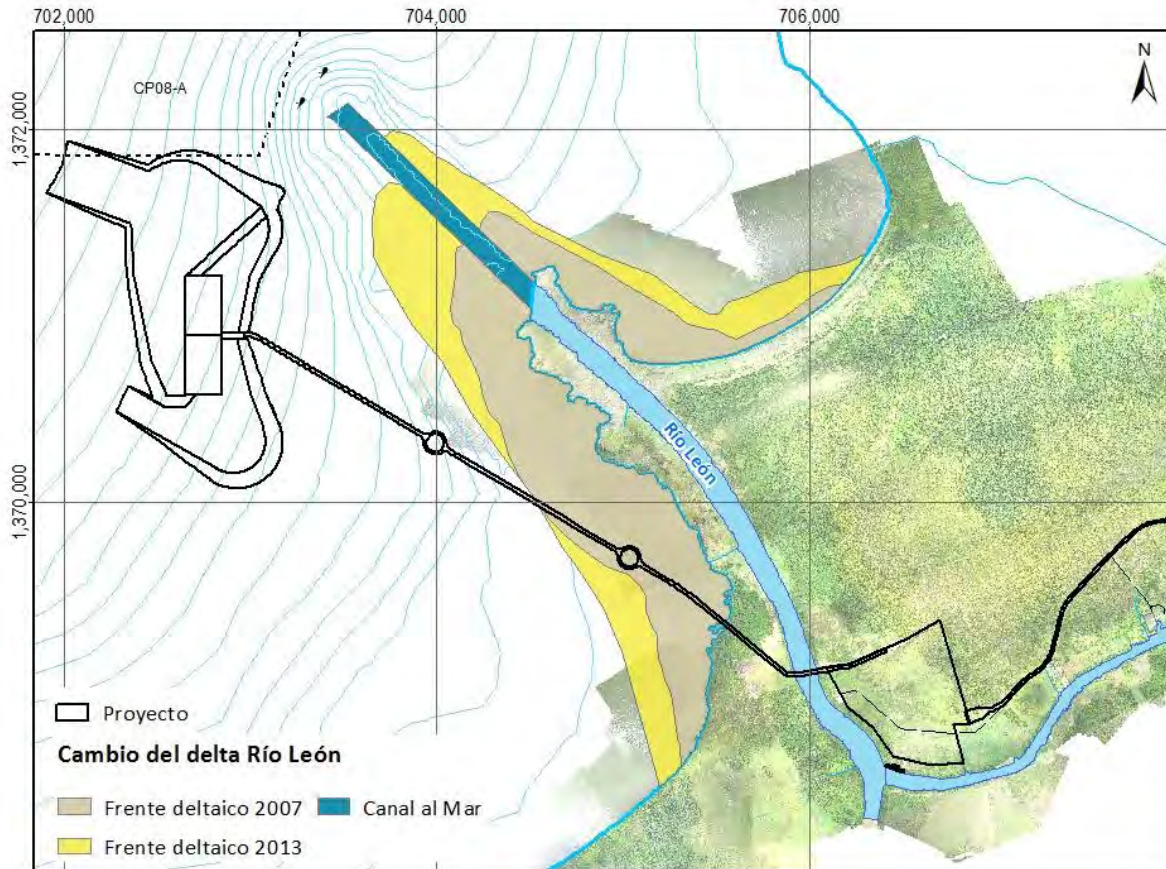 702,000
704,000
706,000
N
CP08-A
1,372,000
Río León
1,370,000
Proyecto
Cambio del delta Río León
Frente deltaico 2007
Canal al Mar
Frente deltaico 2013